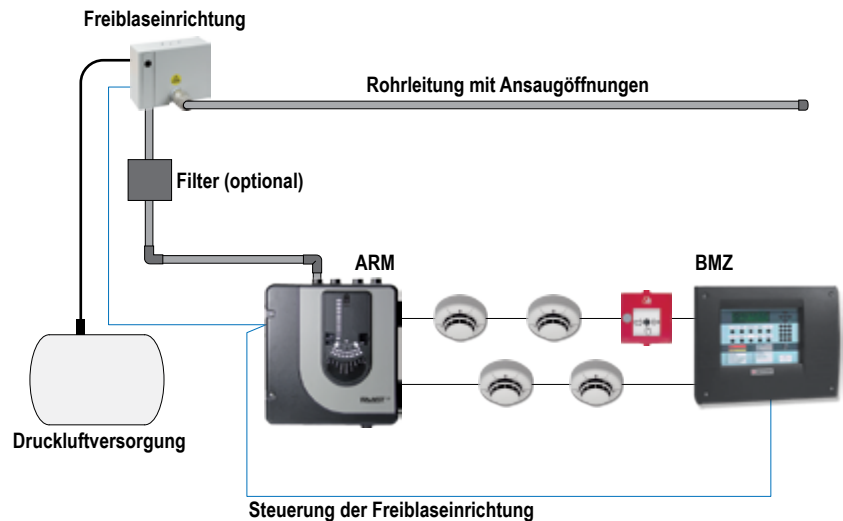 Freiblaseinrichtung
Rohrleitung mit Ansaugöffnungen
Filter (optional)
ARM
BMZ
Druckluftversorgung
Steuerung der Freiblaseinrichtung